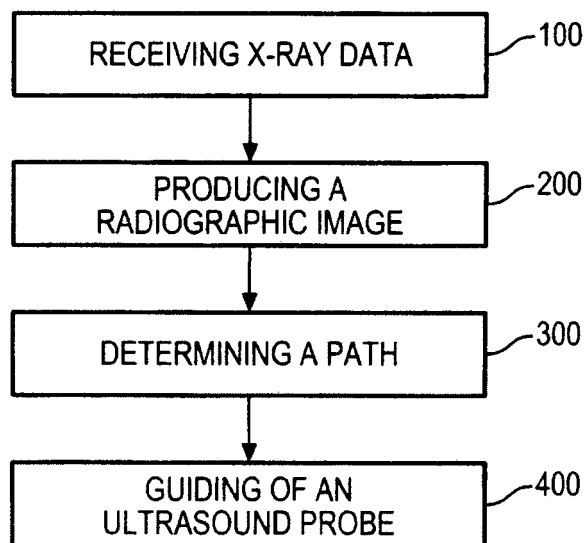 RECEIVING X-RAY DATA
100
PRODUCING A
RADIOGRAPHIC IMAGE
200
DETERMINING A PATH
300
GUIDING OF AN
ULTRASOUND PROBE
400